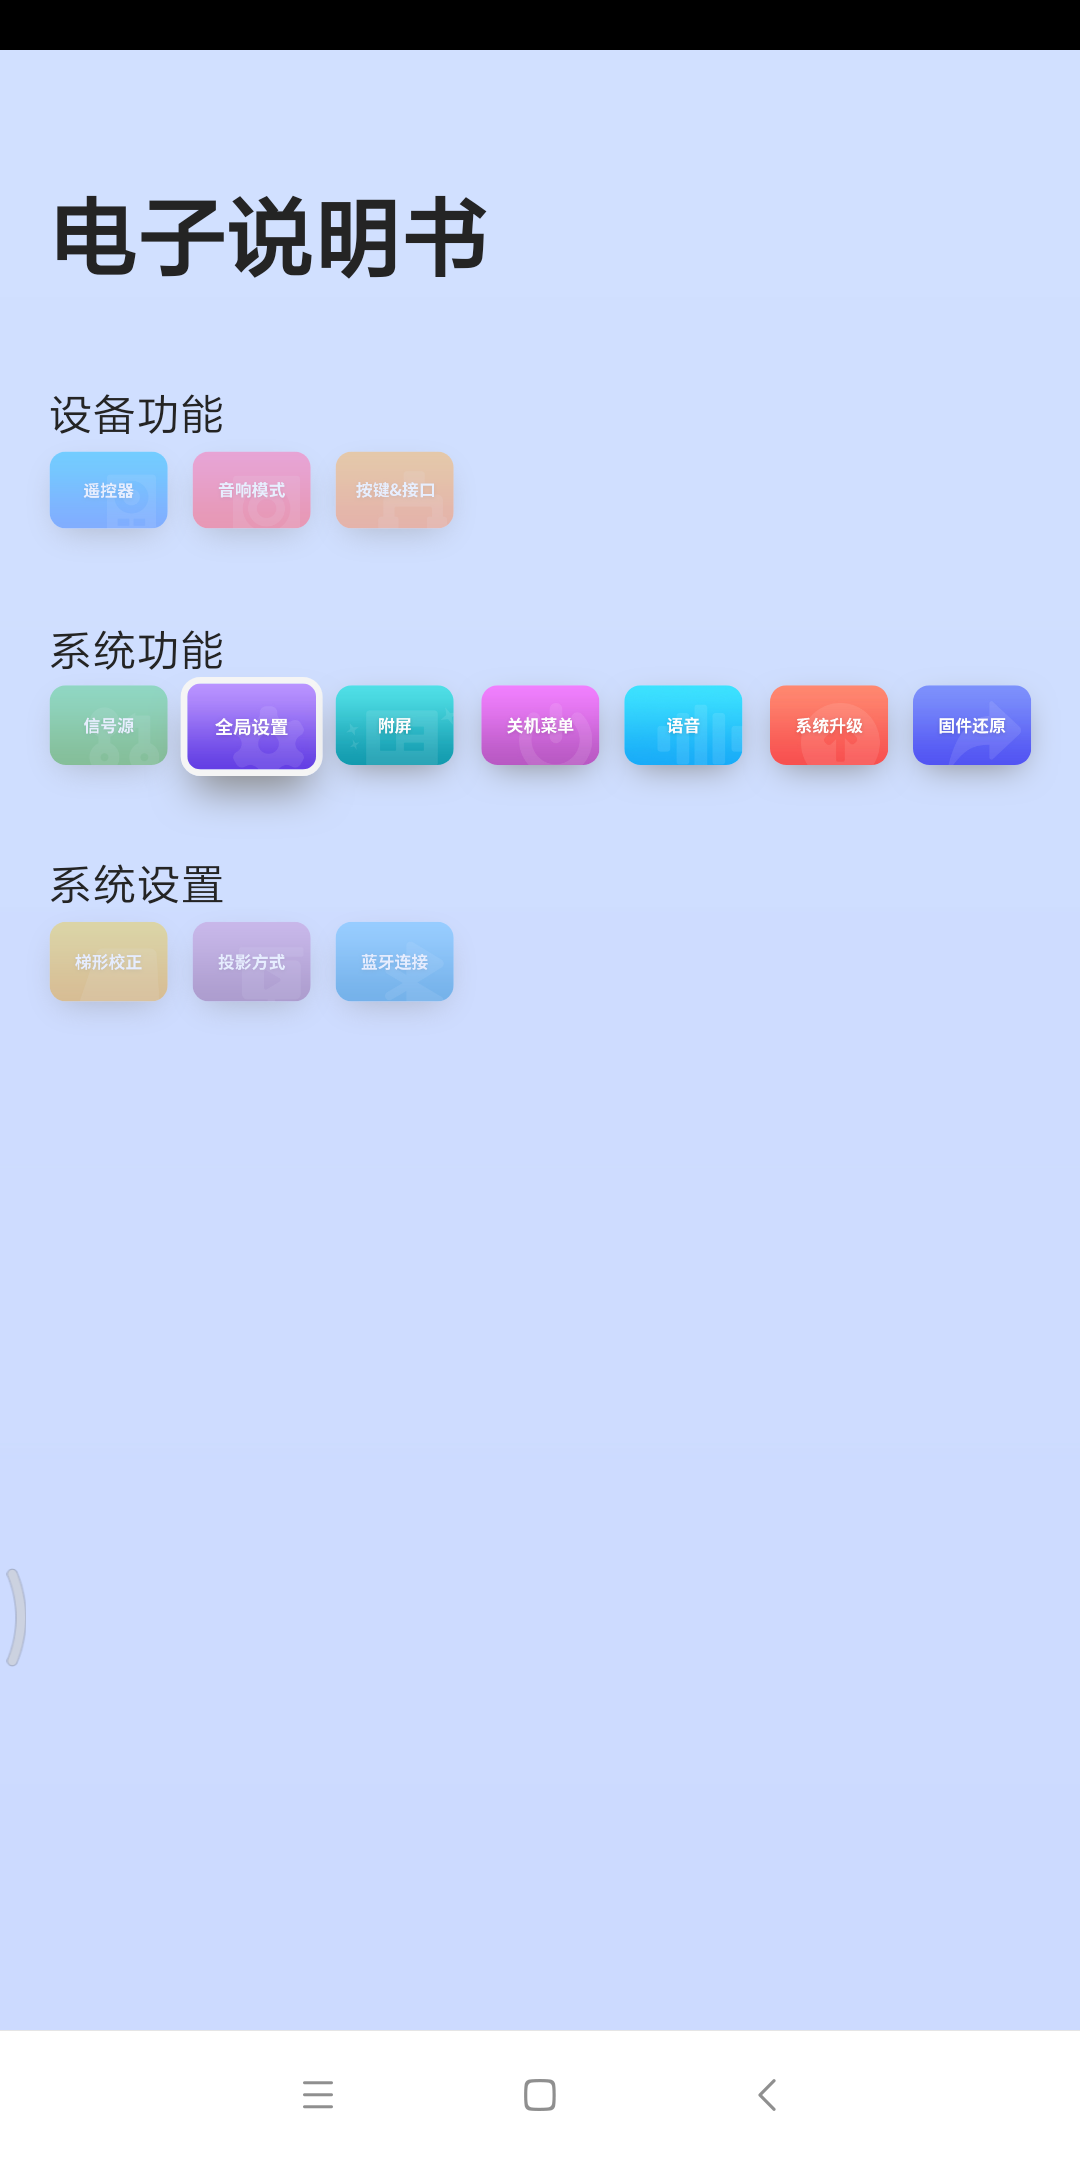 电子说明书
设备功能
遥控器 音响模式 按键&接口
系统功能
信号源 全局设置 附屏 关机菜单 语音 系统升级 固件还原
系统设置
梯形校正 投影方式 蓝牙连接